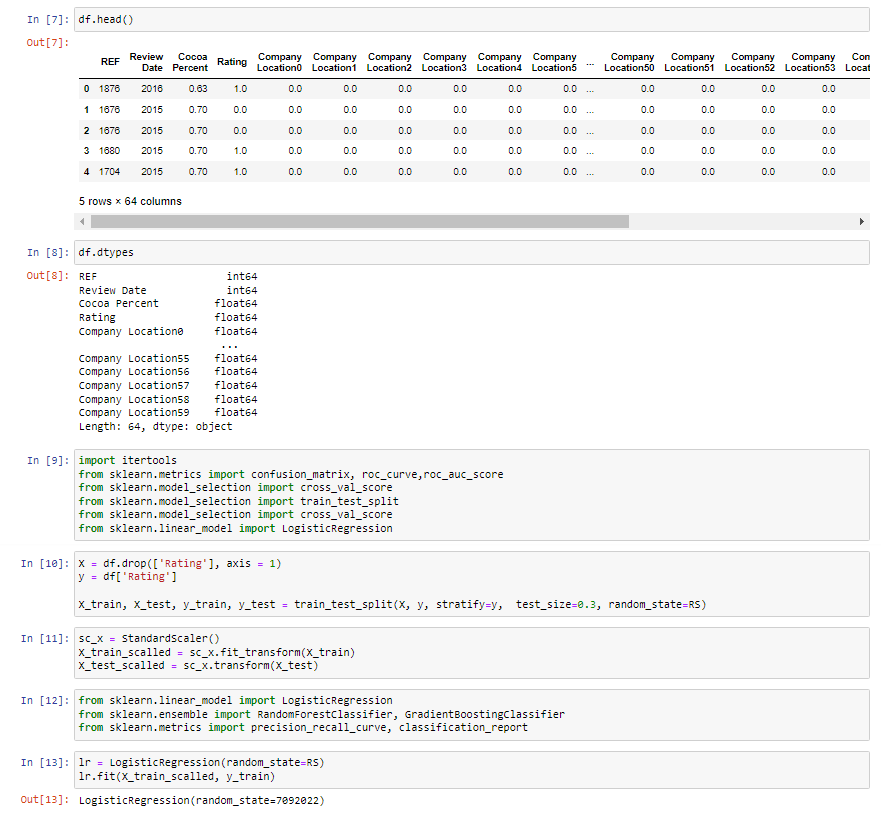 In [7]: df.head()
Out[7]:
REF Review Date Cocoa Percent Rating Company Location0 Company Location1 Company Location2 Company Location3 Company Location4 Company Location5 ... Company Location50 Company Location51 Company Location52 Company Location53
0 1876 2016 0.63 1.0 0.0 0.0 0.0 0.0 0.0 0.0 ... 0.0 0.0 0.0 0.0
1 1676 2015 0.70 0.0 0.0 0.0 0.0 0.0 0.0 0.0 ... 0.0 0.0 0.0 0.0
2 1676 2015 0.70 0.0 0.0 0.0 0.0 0.0 0.0 0.0 ... 0.0 0.0 0.0 0.0
3 1680 2015 0.70 1.0 0.0 0.0 0.0 0.0 0.0 0.0 ... 0.0 0.0 0.0 0.0
4 1704 2015 0.70 1.0 0.0 0.0 0.0 0.0 0.0 0.0 ... 0.0 0.0 0.0 0.0
5 rows × 64 columns
In [8]: df.dtypes
Out[8]: REF int64
Review Date int64
Cocoa Percent float64
Rating float64
Company Location0 float64
...
Company Location55 float64
Company Location56 float64
Company Location57 float64
Company Location58 float64
Company Location59 float64
Length: 64, dtype: object
In [9]: import itertools
from sklearn.metrics import confusion_matrix, roc_curve,roc_auc_score
from sklearn.model_selection import cross_val_score
from sklearn.model_selection import train_test_split
from sklearn.model_selection import cross_val_score
from sklearn.linear_model import LogisticRegression
In [10]: X = df.drop(['Rating'], axis = 1)
y = df['Rating']
X_train, X_test, y_train, y_test = train_test_split(X, y, stratify=y,  test_size=0.3, random_state=RS)
In [11]: sc_x = StandardScaler()
X_train_scalled = sc_x.fit_transform(X_train)
X_test_scalled = sc_x.transform(X_test)
In [12]: from sklearn.linear_model import LogisticRegression
from sklearn.ensemble import RandomForestClassifier, GradientBoostingClassifier
from sklearn.metrics import precision_recall_curve, classification_report
In [13]: lr = LogisticRegression(random_state=RS)
lr.fit(X_train_scalled, y_train)
Out[13]: LogisticRegression(random_state=7092022)